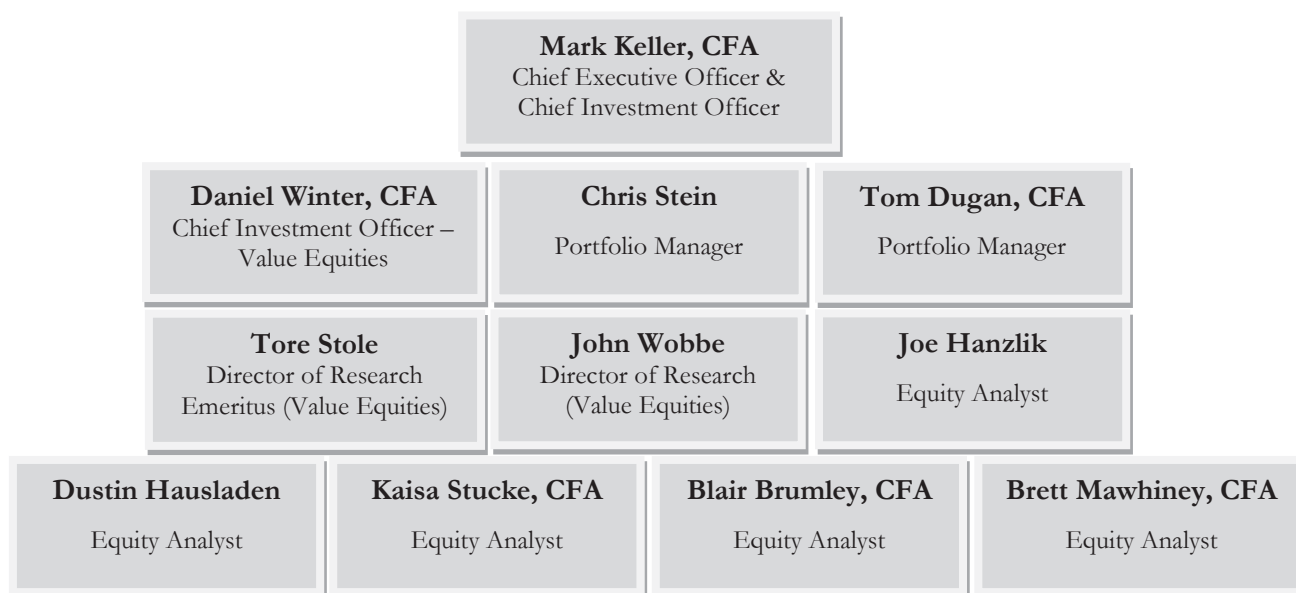 Mark Keller, CFA
Chief Executive Officer &
Chief Investment Officer
Daniel Winter, CFA
Chief Investment Officer –
Value Equities
Chris Stein
Portfolio Manager
Tom Dugan, CFA
Portfolio Manager
Tore Stole
Director of Research
Emeritus (Value Equities)
John Wobbe
Director of Research
(Value Equities)
Joe Hanzlik
Equity Analyst
Dustin Hausladen
Equity Analyst
Kaisa Stucke, CFA
Equity Analyst
Blair Brumley, CFA
Equity Analyst
Brett Mawhiney, CFA
Equity Analyst